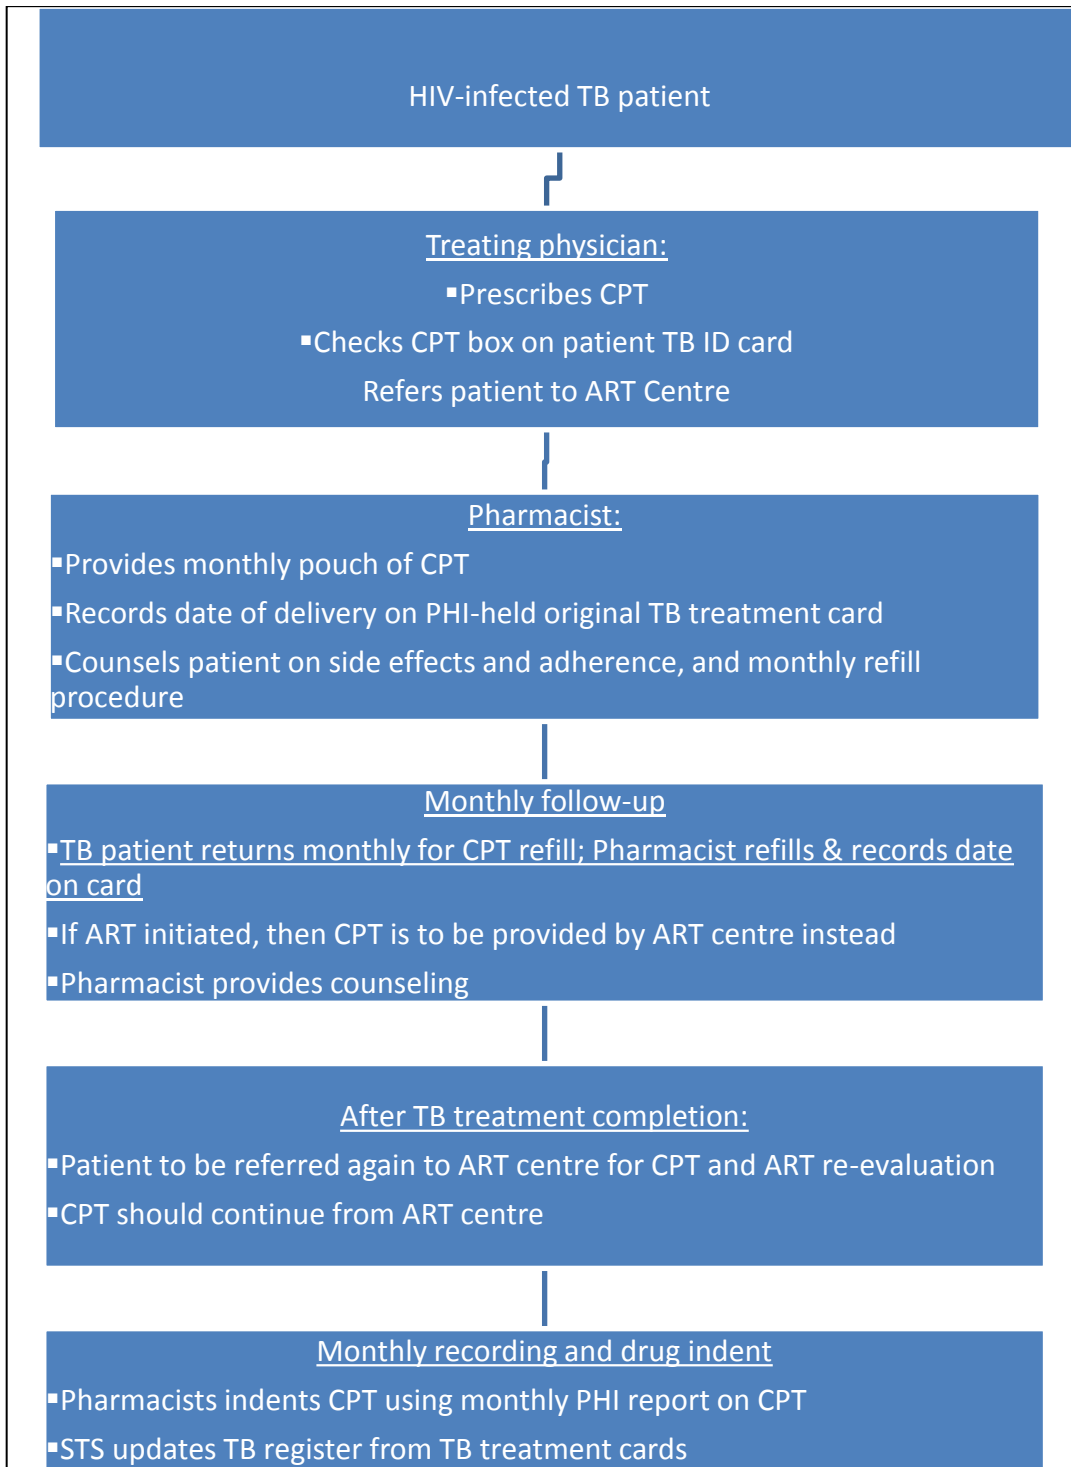 HIV-infected TB patient
Treating physician:
▪Prescribes CPT
▪Checks CPT box on patient TB ID card
Refers patient to ART Centre
Pharmacist:
▪Provides monthly pouch of CPT
▪Records date of delivery on PHI-held original TB treatment card
▪Counsels patient on side effects and adherence, and monthly refill
procedure
Monthly follow-up
▪TB patient returns monthly for CPT refill; Pharmacist refills & records date
on card
▪If ART initiated, then CPT is to be provided by ART centre instead
▪Pharmacist provides counseling
After TB treatment completion:
▪Patient to be referred again to ART centre for CPT and ART re-evaluation
▪CPT should continue from ART centre
Monthly recording and drug indent
▪Pharmacists indents CPT using monthly PHI report on CPT
▪STS updates TB register from TB treatment cards